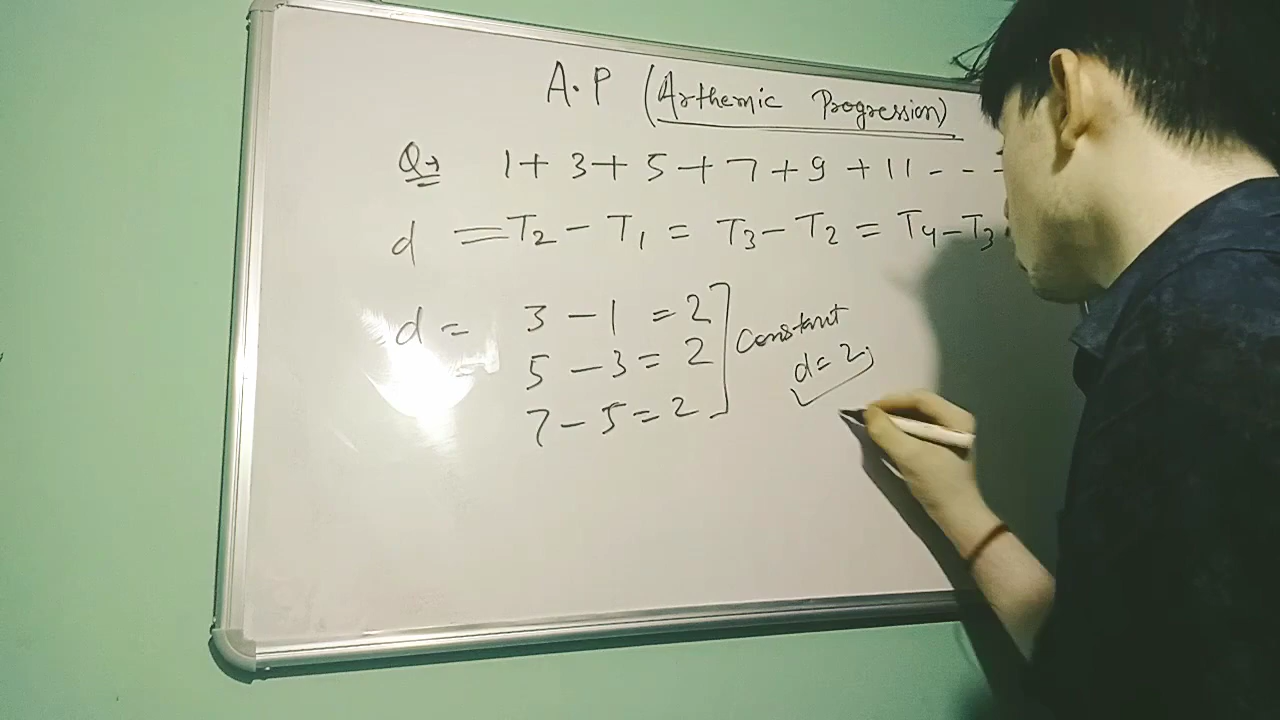 A.P (Arthemic Progression)
Q→ 1 + 3 + 5 + 7 + 9 + 11 - - -
d = T₂ - T₁ = T₃ - T₂ = T₄ - T₃
d = 3 - 1 = 2
= 5 - 3 = 2
7 - 5 = 2
Constant
d = 2